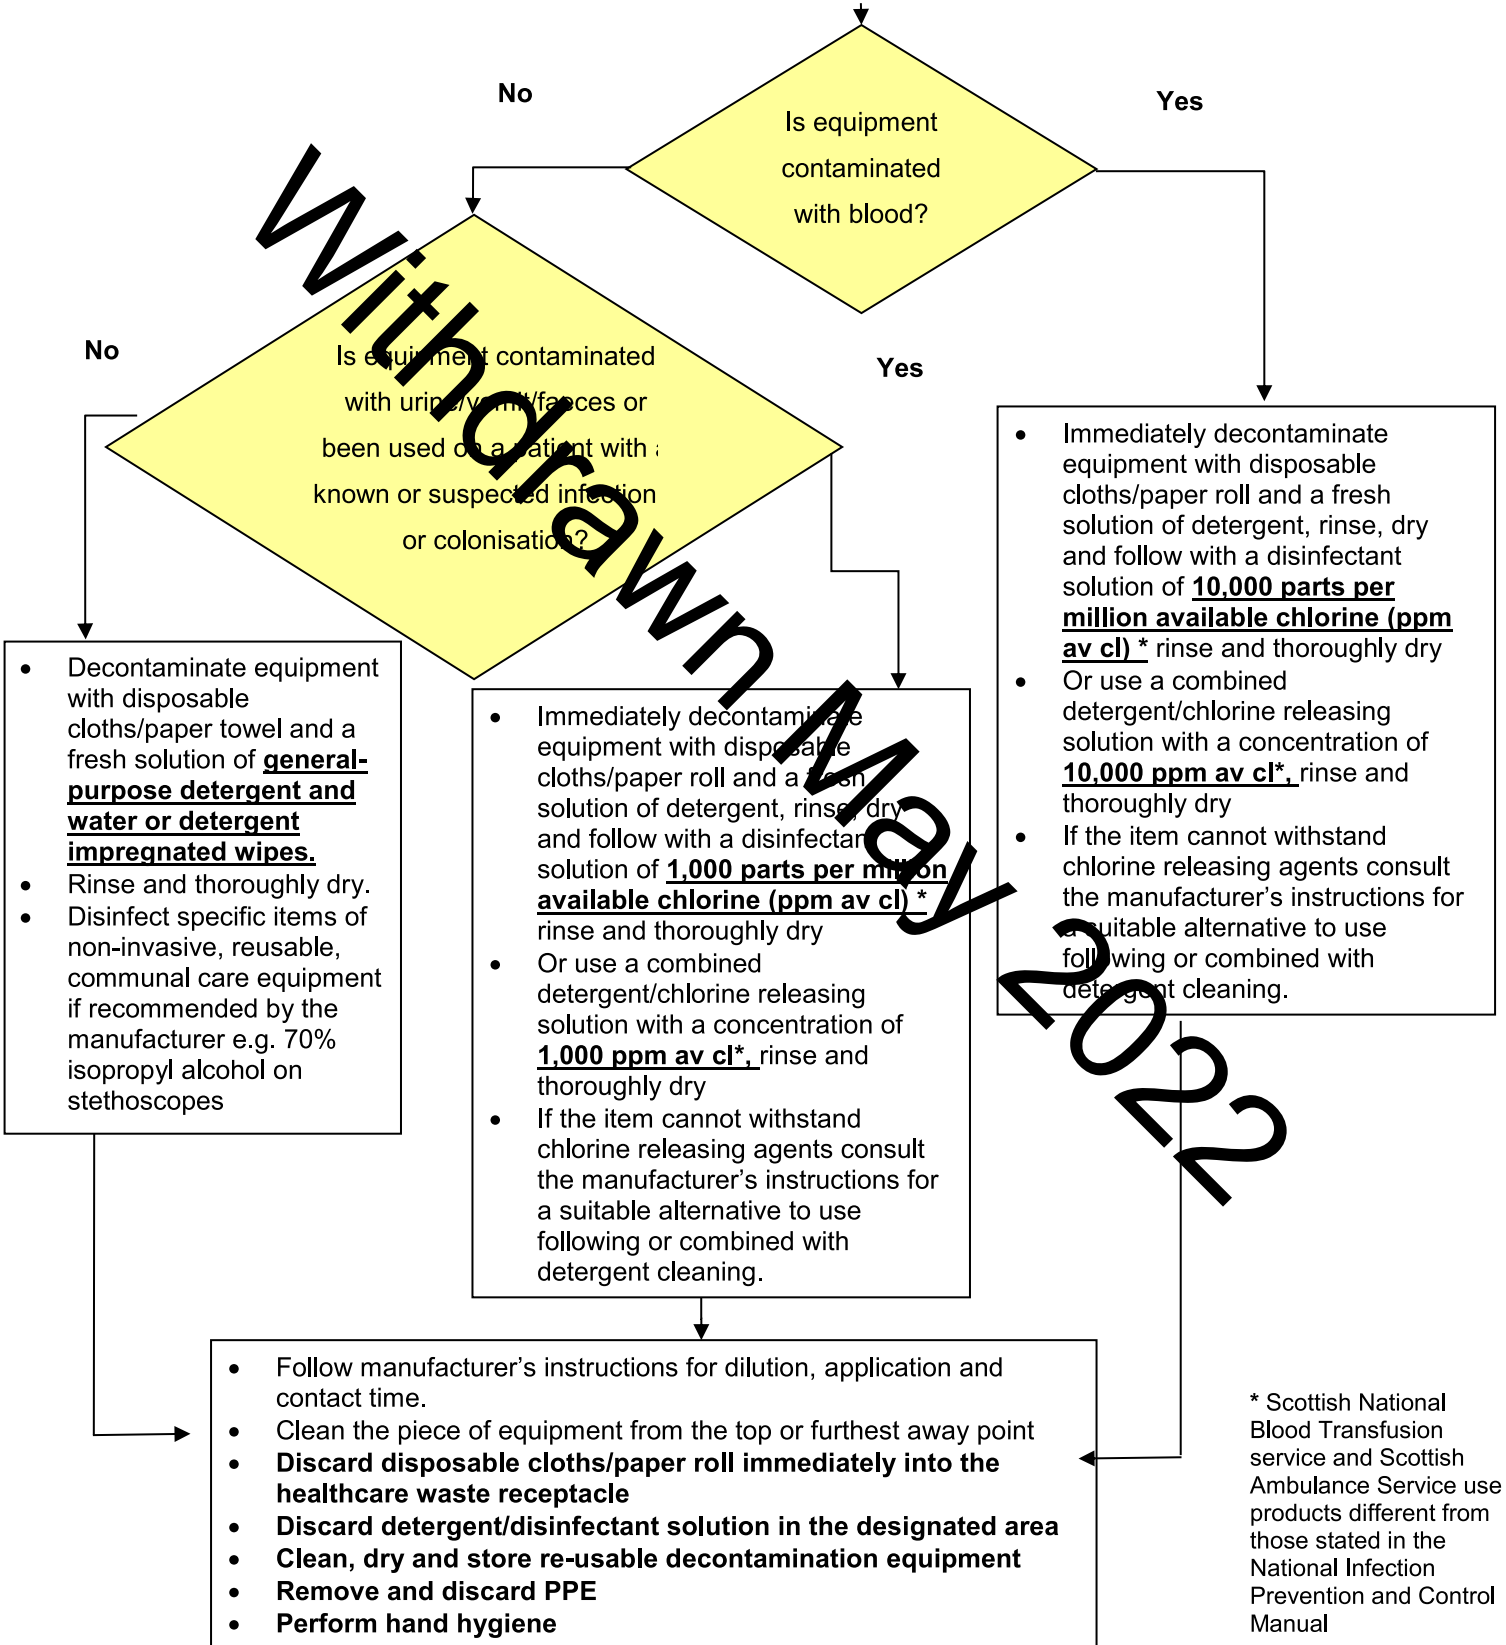 No
Yes
Is equipment
contaminated
with blood?
No
Yes
Is equipment contaminated
with urine/vomit/faeces or
been used on a patient with
known or suspected infection
or colonisation?
• Immediately decontaminate
equipment with disposable
cloths/paper roll and a fresh
solution of detergent, rinse, dry
and follow with a disinfectant
solution of 10,000 parts per
million available chlorine (ppm
av cl) * rinse and thoroughly dry
• Or use a combined
detergent/chlorine releasing
solution with a concentration of
10,000 ppm av cl*, rinse and
thoroughly dry
• If the item cannot withstand
chlorine releasing agents consult
the manufacturer’s instructions for
a suitable alternative to use
following or combined with
detergent cleaning.
• Decontaminate equipment
with disposable
cloths/paper towel and a
fresh solution of general-
purpose detergent and
water or detergent
impregnated wipes.
• Rinse and thoroughly dry.
• Disinfect specific items of
non-invasive, reusable,
communal care equipment
if recommended by the
manufacturer e.g. 70%
isopropyl alcohol on
stethoscopes
• Immediately decontaminate
equipment with disposable
cloths/paper roll and a fresh
solution of detergent, rinse, dry
and follow with a disinfectant
solution of 1,000 parts per million
available chlorine (ppm av cl) *
rinse and thoroughly dry
• Or use a combined
detergent/chlorine releasing
solution with a concentration of
1,000 ppm av cl*, rinse and
thoroughly dry
• If the item cannot withstand
chlorine releasing agents consult
the manufacturer’s instructions for
a suitable alternative to use
following or combined with
detergent cleaning.
• Follow manufacturer’s instructions for dilution, application and
contact time.
• Clean the piece of equipment from the top or furthest away point
• Discard disposable cloths/paper roll immediately into the
healthcare waste receptacle
• Discard detergent/disinfectant solution in the designated area
• Clean, dry and store re-usable decontamination equipment
• Remove and discard PPE
• Perform hand hygiene
* Scottish National
Blood Transfusion
service and Scottish
Ambulance Service use
products different from
those stated in the
National Infection
Prevention and Control
Manual
Withdrawn May 2022